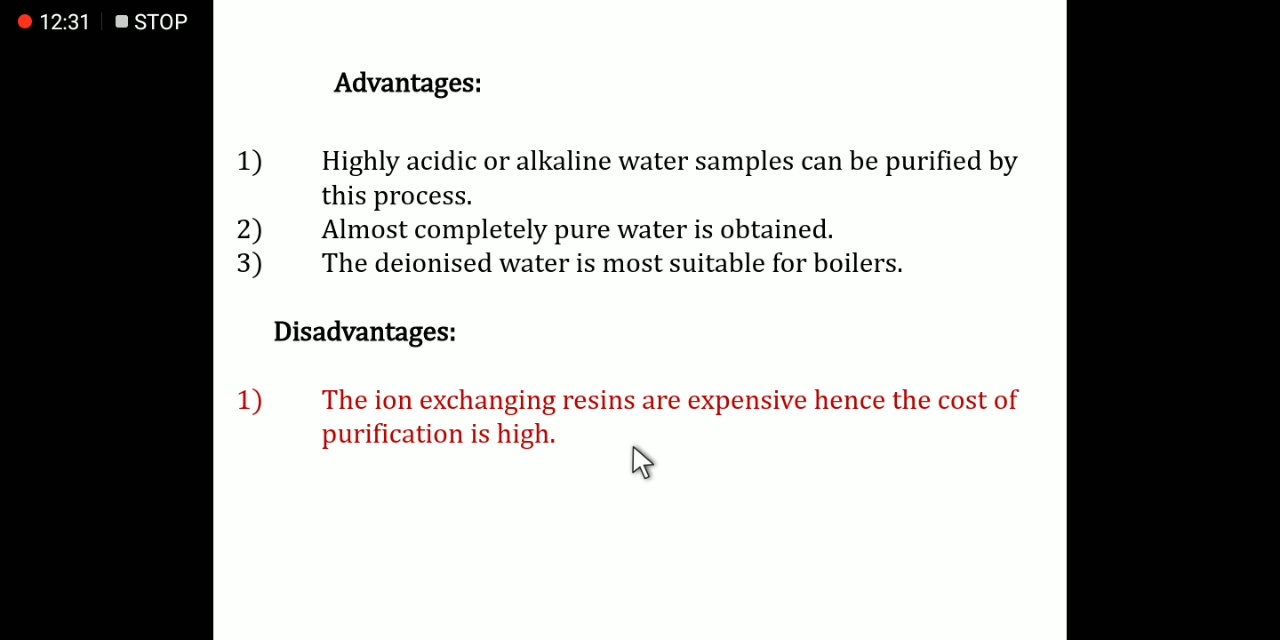 12:31 STOP
Advantages:
1) Highly acidic or alkaline water samples can be purified by
this process.
2) Almost completely pure water is obtained.
3) The deionised water is most suitable for boilers.
Disadvantages:
1) The ion exchanging resins are expensive hence the cost of
purification is high.